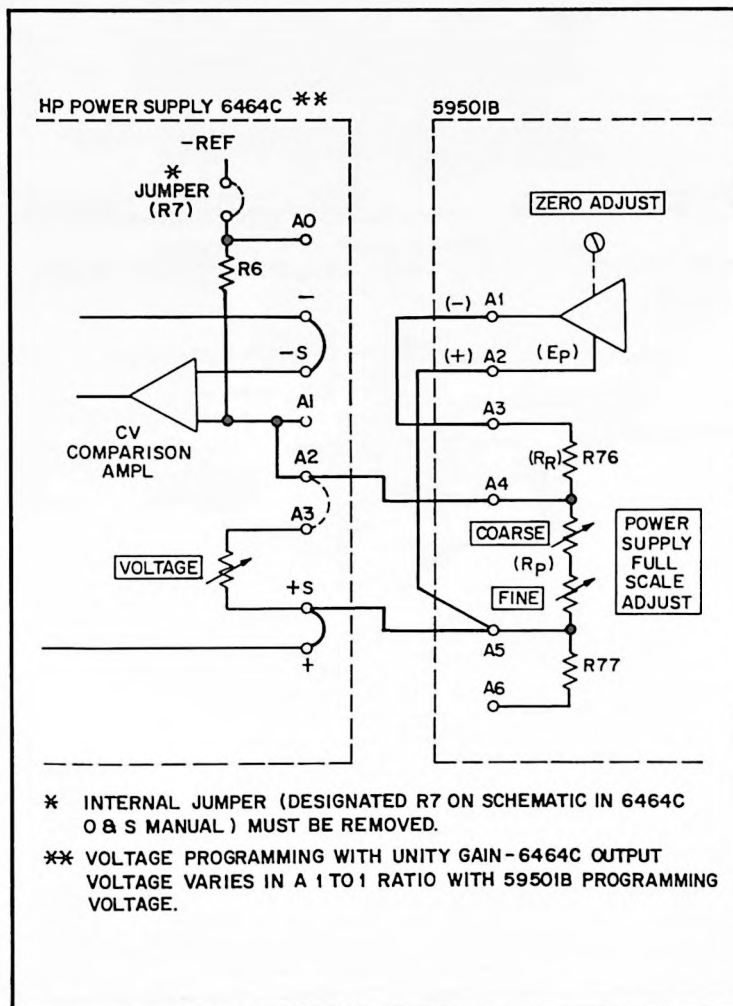 HP POWER SUPPLY 6464C **
59501B
-REF
*
JUMPER
(R7)
A0
R6
ZERO ADJUST
-
(-) A1
-S
(+) A2
(EP)
A1
A3
CV
COMPARISON
AMPL
(RR)
R76
A2
A4
COARSE
POWER
SUPPLY
FULL
SCALE
ADJUST
A3
(RP)
VOLTAGE
FINE
+S
A5
R77
+
A6
* INTERNAL JUMPER (DESIGNATED R7 ON SCHEMATIC IN 6464C
O & S MANUAL) MUST BE REMOVED.
** VOLTAGE PROGRAMMING WITH UNITY GAIN-6464C OUTPUT
VOLTAGE VARIES IN A 1 TO 1 RATIO WITH 59501B PROGRAMMING
VOLTAGE.